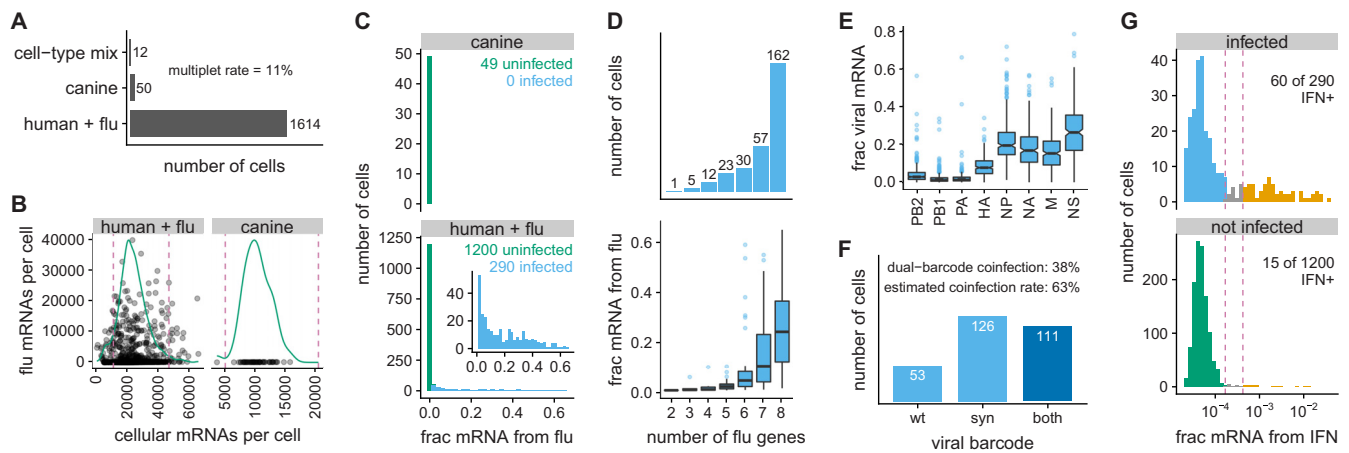 A
cell−type mix
12
multiplet rate = 11%
canine
50
human + flu
1614
number of cells
B
human + flu
canine
flu mRNAs per cell
40000
30000
20000
10000
0
0
20000
40000
60000
5000
10000
15000
20000
cellular mRNAs per cell
C
canine
49 uninfected
0 infected
50
40
30
20
10
0
number of cells
human + flu
1200 uninfected
290 infected
1250
1000
750
500
250
0
40
20
0
0.0
0.2
0.4
0.6
0.0
0.2
0.4
0.6
frac mRNA from flu
D
number of cells
1
5
12
23
30
57
162
frac mRNA from flu
0.6
0.4
0.2
0.0
2
3
4
5
6
7
8
number of flu genes
E
frac viral mRNA
0.8
0.6
0.4
0.2
0.0
PB2
PB1
PA
HA
NP
NA
M
NS
F
dual−barcode coinfection: 38%
estimated coinfection rate: 63%
number of cells
53
126
111
wt
syn
both
viral barcode
G
infected
60 of 290
IFN+
40
30
20
10
0
number of cells
not infected
15 of 1200
IFN+
200
100
0
10−4
10−3
10−2
frac mRNA from IFN